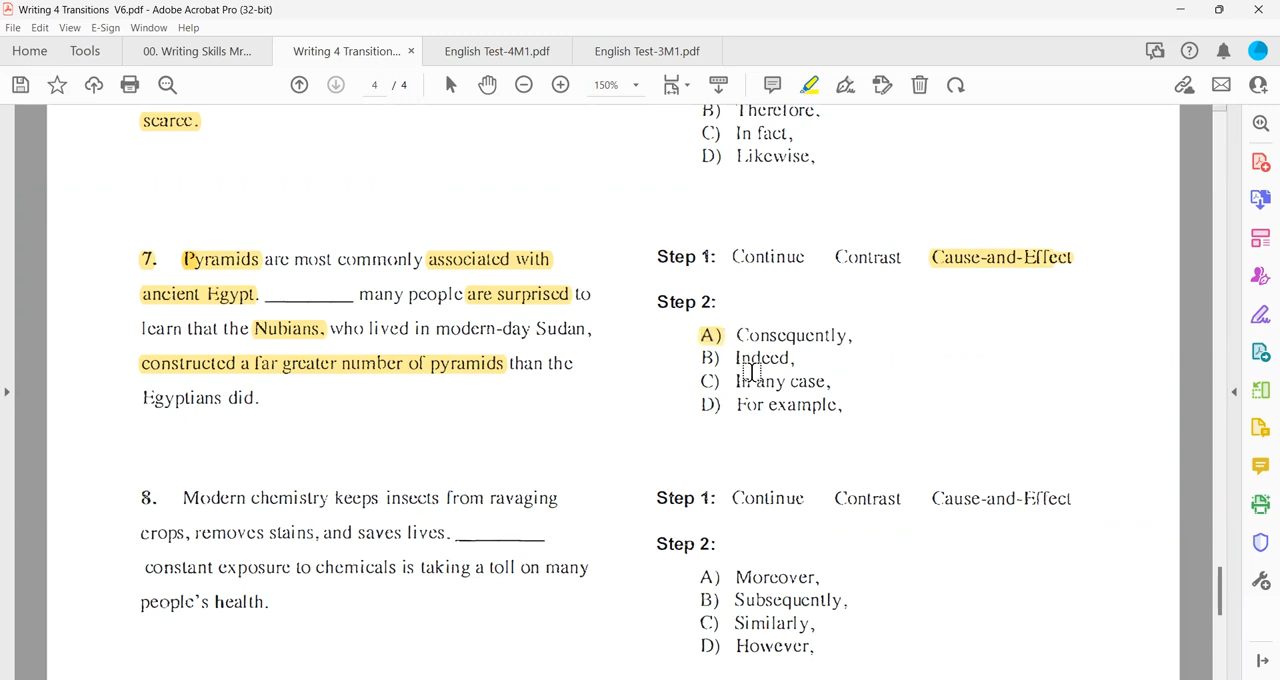 Writing 4 Transitions V6.pdf - Adobe Acrobat Pro (32-bit)
File Edit View E-Sign Window Help
Home Tools 00. Writing Skills Mr... Writing 4 Transition... × English Test-4M1.pdf English Test-3M1.pdf
4 / 4 150%
scarce.
B) Therefore,
C) In fact,
D) Likewise,
7. Pyramids are most commonly associated with
ancient Egypt. __________ many people are surprised to
learn that the Nubians, who lived in modern-day Sudan,
constructed a far greater number of pyramids than the
Egyptians did.
Step 1: Continue Contrast Cause-and-Effect
Step 2:
A) Consequently,
B) Indeed,
C) In any case,
D) For example,
8. Modern chemistry keeps insects from ravaging
crops, removes stains, and saves lives. __________
constant exposure to chemicals is taking a toll on many
people's health.
Step 1: Continue Contrast Cause-and-Effect
Step 2:
A) Moreover,
B) Subsequently,
C) Similarly,
D) However,